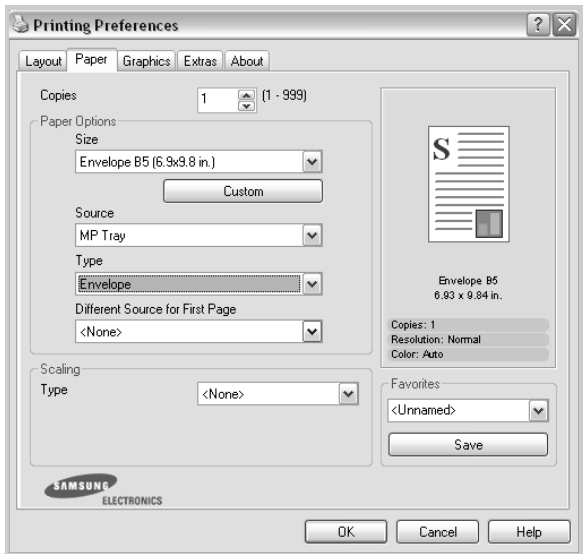 Printing Preferences
Layout Paper Graphics Extras About
Copies
1
(1 - 999)
Paper Options
Size
Envelope B5 (6.9x9.8 in.)
Custom
Source
MP Tray
Type
Envelope
Different Source for First Page
<None>
Scaling
Type
<None>
S
Envelope B5
6.93 x 9.84 in.
Copies: 1
Resolution: Normal
Color: Auto
Favorites
<Unnamed>
Save
SAMSUNG
ELECTRONICS
OK Cancel Help